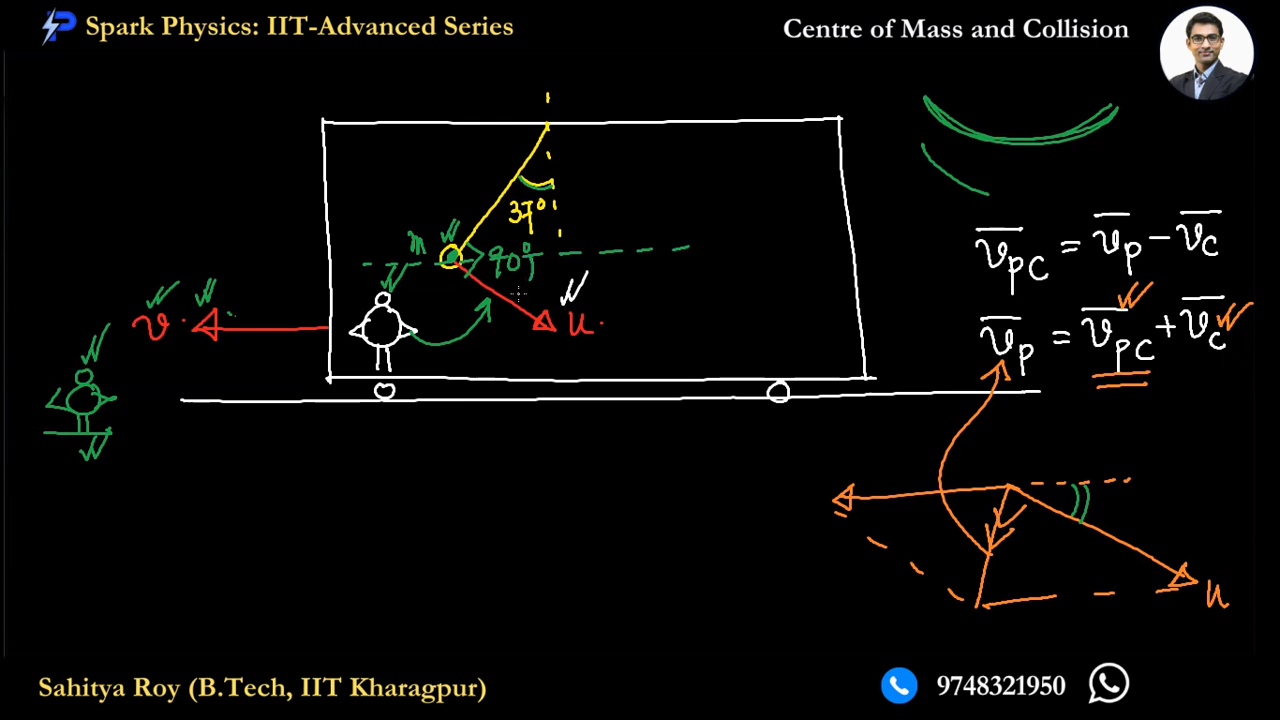 Spark Physics: IIT-Advanced Series
Centre of Mass and Collision
37°
m
90°
v
u
v̅PC = v̅P − v̅C
v̅P = v̅PC + v̅C
u
Sahitya Roy (B.Tech, IIT Kharagpur)
9748321950